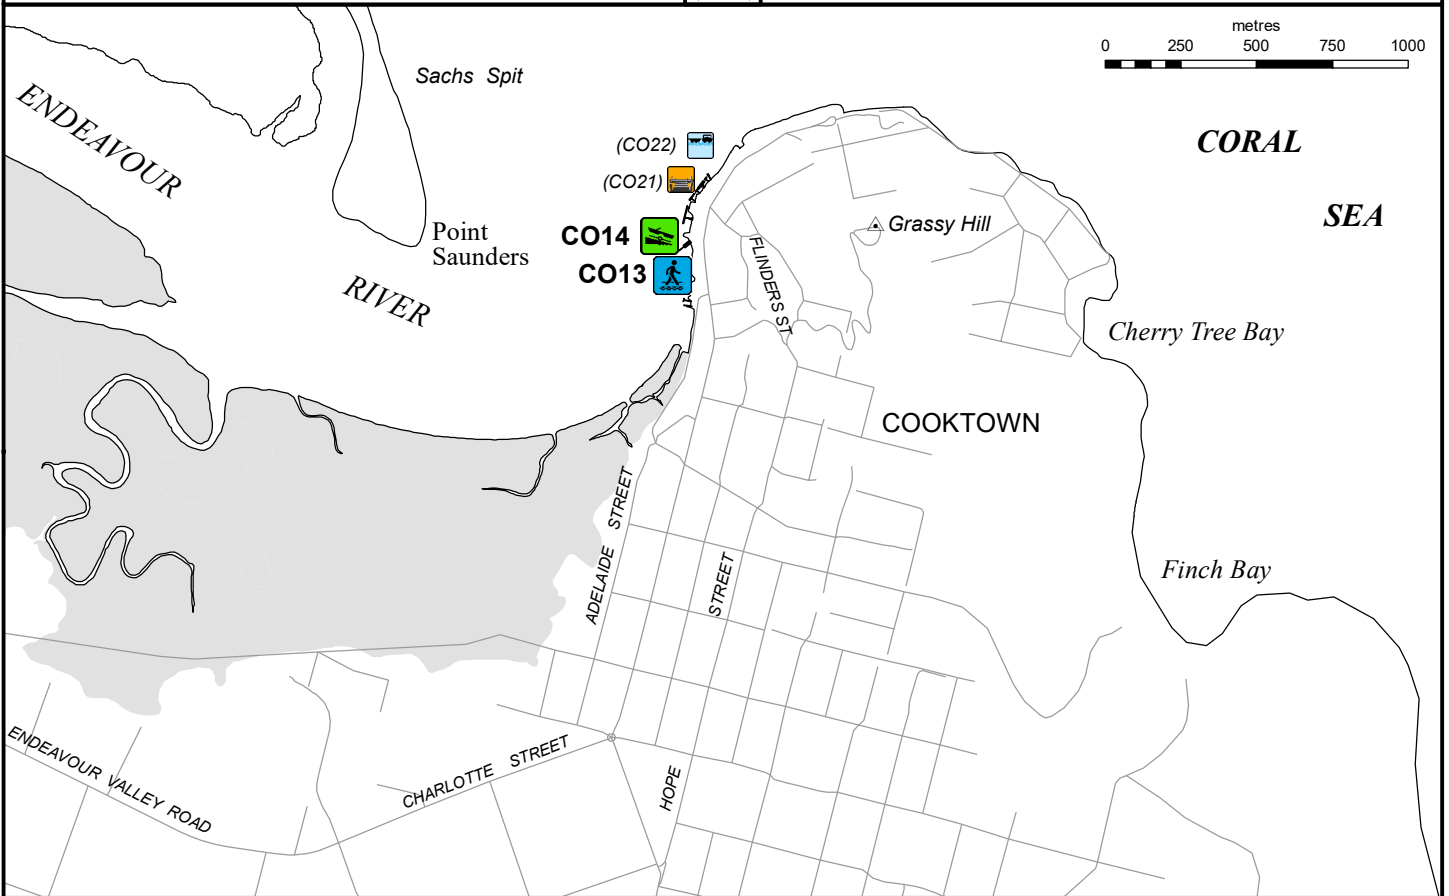 metres
0 250 500 750 1000
Sachs Spit
ENDEAVOUR
RIVER
CORAL
SEA
(CO22)
(CO21)
CO14
CO13
Point
Saunders
Grassy Hill
FLINDERS ST
Cherry Tree Bay
COOKTOWN
ADELAIDE STREET
HOPE STREET
Finch Bay
CHARLOTTE STREET
ENDEAVOUR VALLEY ROAD